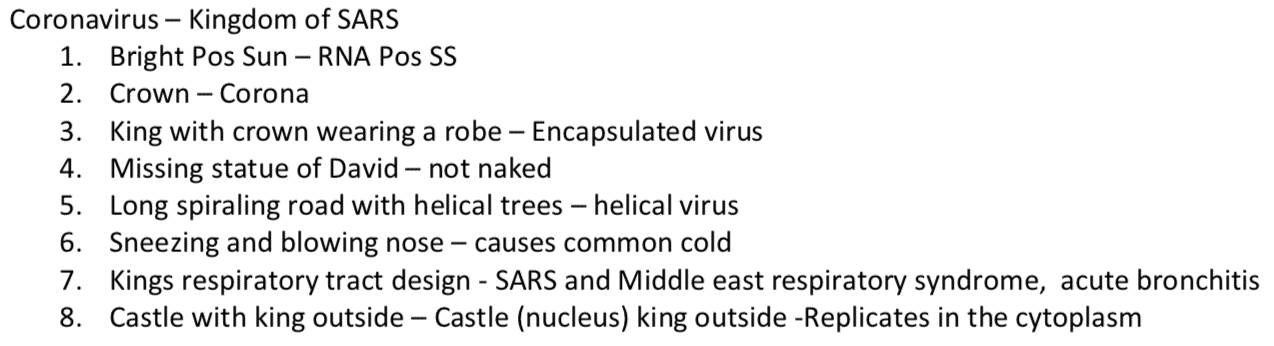 Coronavirus – Kingdom of SARS
1. Bright Pos Sun – RNA Pos SS
2. Crown – Corona
3. King with crown wearing a robe – Encapsulated virus
4. Missing statue of David – not naked
5. Long spiraling road with helical trees – helical virus
6. Sneezing and blowing nose – causes common cold
7. Kings respiratory tract design - SARS and Middle east respiratory syndrome,  acute bronchitis
8. Castle with king outside – Castle (nucleus) king outside -Replicates in the cytoplasm